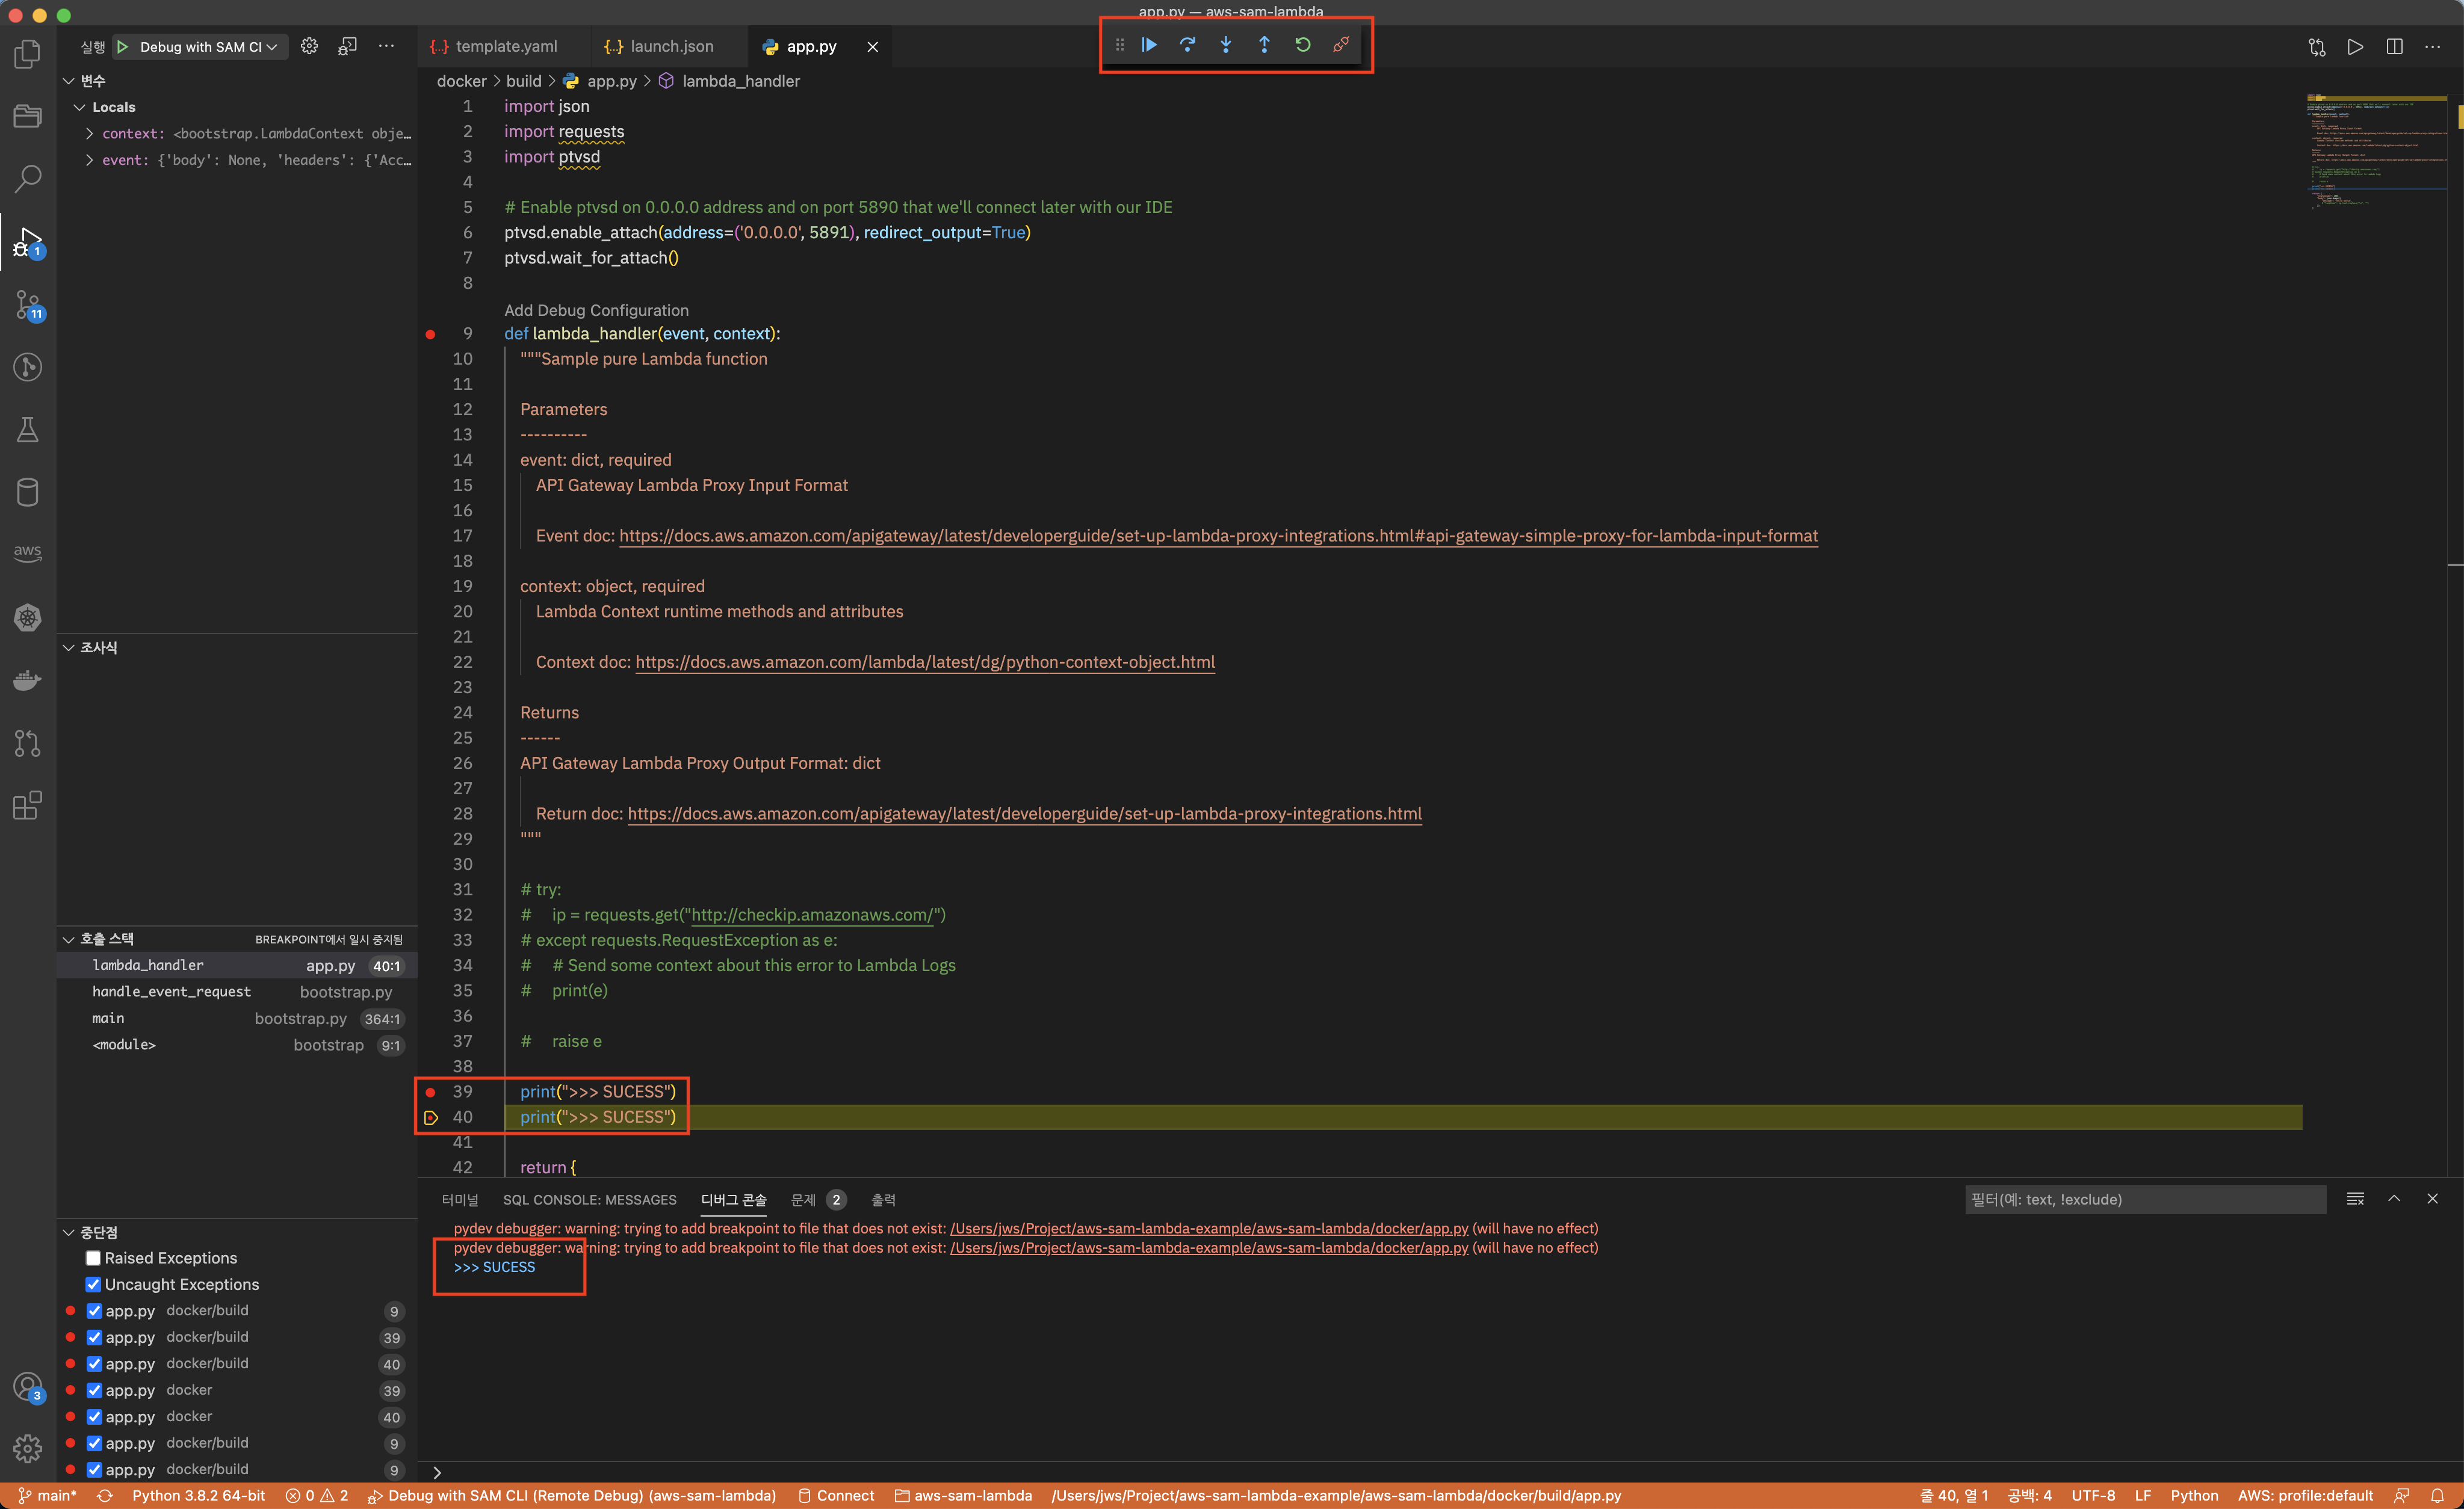 app.py — aws-sam-lambda
실행 Debug with SAM CI
template.yaml
launch.json
app.py
변수
Locals
context: <bootstrap.LambdaContext obje…
event: {'body': None, 'headers': {'Acc…
조사식
호출 스택 BREAKPOINT에서 일시 중지됨
lambda_handler app.py 40:1
handle_event_request bootstrap.py
main bootstrap.py 364:1
<module> bootstrap 9:1
중단점
Raised Exceptions
Uncaught Exceptions
app.py docker/build 9
app.py docker/build 39
app.py docker/build 40
app.py docker 39
app.py docker 40
app.py docker/build 9
app.py docker/build 9
1
11
aws
3
docker > build > app.py > lambda_handler
1 import json
2 import requests
3 import ptvsd
4
5 # Enable ptvsd on 0.0.0.0 address and on port 5890 that we'll connect later with our IDE
6 ptvsd.enable_attach(address=('0.0.0.0', 5891), redirect_output=True)
7 ptvsd.wait_for_attach()
8
Add Debug Configuration
9 def lambda_handler(event, context):
10 """Sample pure Lambda function
11
12 Parameters
13 ----------
14 event: dict, required
15 API Gateway Lambda Proxy Input Format
16
17 Event doc: https://docs.aws.amazon.com/apigateway/latest/developerguide/set-up-lambda-proxy-integrations.html#api-gateway-simple-proxy-for-lambda-input-format
18
19 context: object, required
20 Lambda Context runtime methods and attributes
21
22 Context doc: https://docs.aws.amazon.com/lambda/latest/dg/python-context-object.html
23
24 Returns
25 ------
26 API Gateway Lambda Proxy Output Format: dict
27
28 Return doc: https://docs.aws.amazon.com/apigateway/latest/developerguide/set-up-lambda-proxy-integrations.html
29 """
30
31 # try:
32 # ip = requests.get("http://checkip.amazonaws.com/")
33 # except requests.RequestException as e:
34 # # Send some context about this error to Lambda Logs
35 # print(e)
36
37 # raise e
38
39 print(">>> SUCESS")
40 print(">>> SUCESS")
41
42 return {
터미널 SQL CONSOLE: MESSAGES 디버그 콘솔 문제 2 출력 필터(예: text, !exclude)
pydev debugger: warning: trying to add breakpoint to file that does not exist: /Users/jws/Project/aws-sam-lambda-example/aws-sam-lambda/docker/app.py (will have no effect)
pydev debugger: warning: trying to add breakpoint to file that does not exist: /Users/jws/Project/aws-sam-lambda-example/aws-sam-lambda/docker/app.py (will have no effect)
>>> SUCESS
main* Python 3.8.2 64-bit 0 2 Debug with SAM CLI (Remote Debug) (aws-sam-lambda) Connect aws-sam-lambda /Users/jws/Project/aws-sam-lambda-example/aws-sam-lambda/docker/build/app.py 줄 40, 열 1 공백: 4 UTF-8 LF Python AWS: profile:default